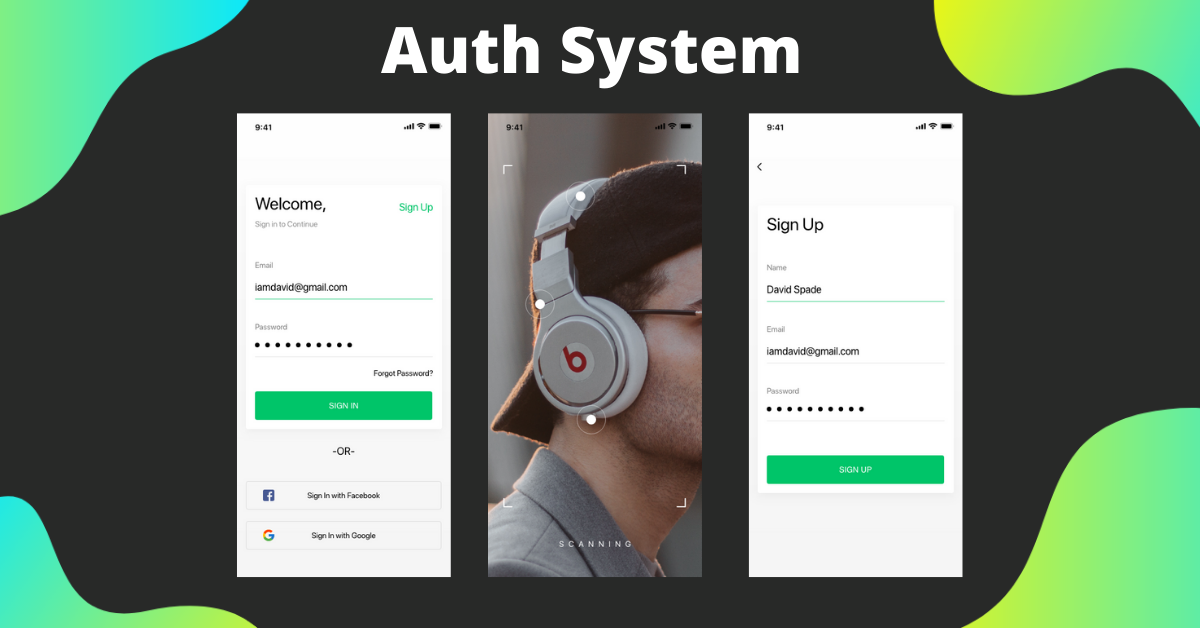 Auth System
9:41
Welcome,
Sign Up
Sign in to Continue
Email
iamdavid@gmail.com
Password
Forgot Password?
SIGN IN
-OR-
Sign In with Facebook
Sign In with Google
9:41
b
SCANNING
9:41
Sign Up
Name
David Spade
Email
iamdavid@gmail.com
Password
SIGN UP